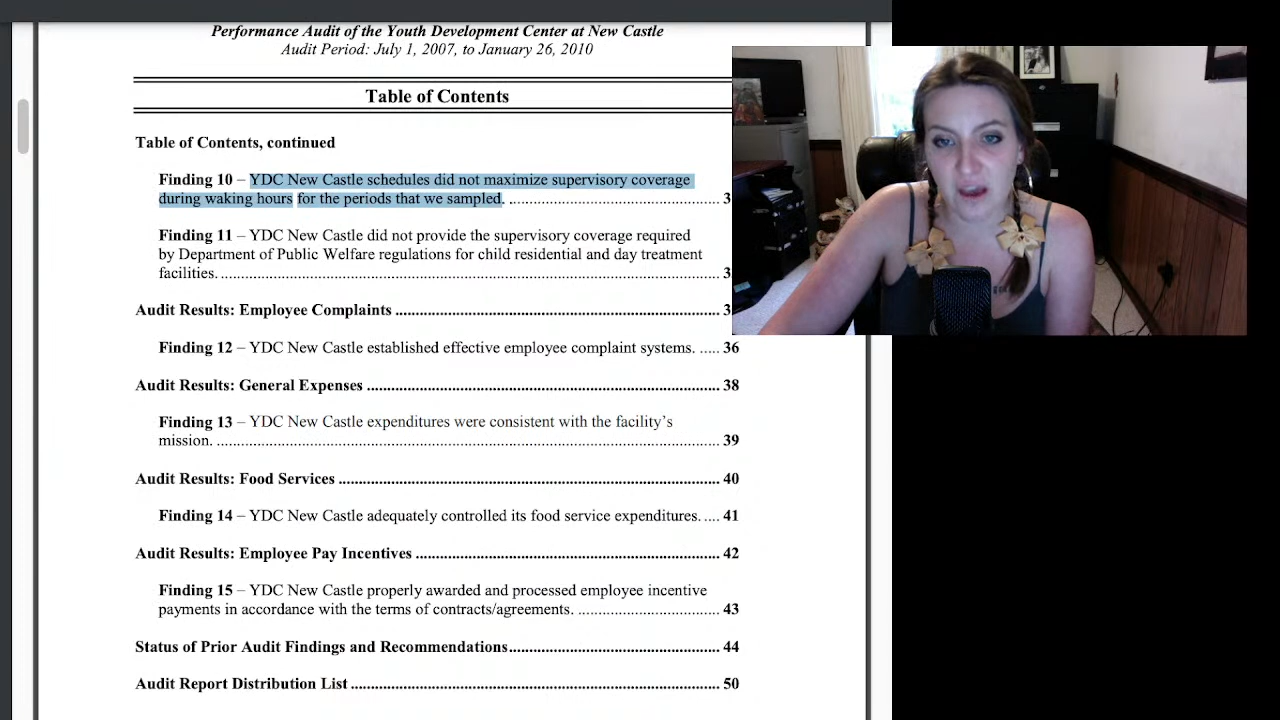 Performance Audit of the Youth Development Center at New Castle
Audit Period: July 1, 2007, to January 26, 2010
Table of Contents
Table of Contents, continued
Finding 10 – YDC New Castle schedules did not maximize supervisory coverage
during waking hours for the periods that we sampled. .......................................................... 3
Finding 11 – YDC New Castle did not provide the supervisory coverage required
by Department of Public Welfare regulations for child residential and day treatment
facilities. .......................................................... 3
Audit Results: Employee Complaints .......................................................... 3
Finding 12 – YDC New Castle established effective employee complaint systems. ..... 36
Audit Results: General Expenses .......................................................... 38
Finding 13 – YDC New Castle expenditures were consistent with the facility’s
mission. .......................................................... 39
Audit Results: Food Services .......................................................... 40
Finding 14 – YDC New Castle adequately controlled its food service expenditures. .... 41
Audit Results: Employee Pay Incentives .......................................................... 42
Finding 15 – YDC New Castle properly awarded and processed employee incentive
payments in accordance with the terms of contracts/agreements. .................................. 43
Status of Prior Audit Findings and Recommendations.................................................... 44
Audit Report Distribution List .......................................................... 50